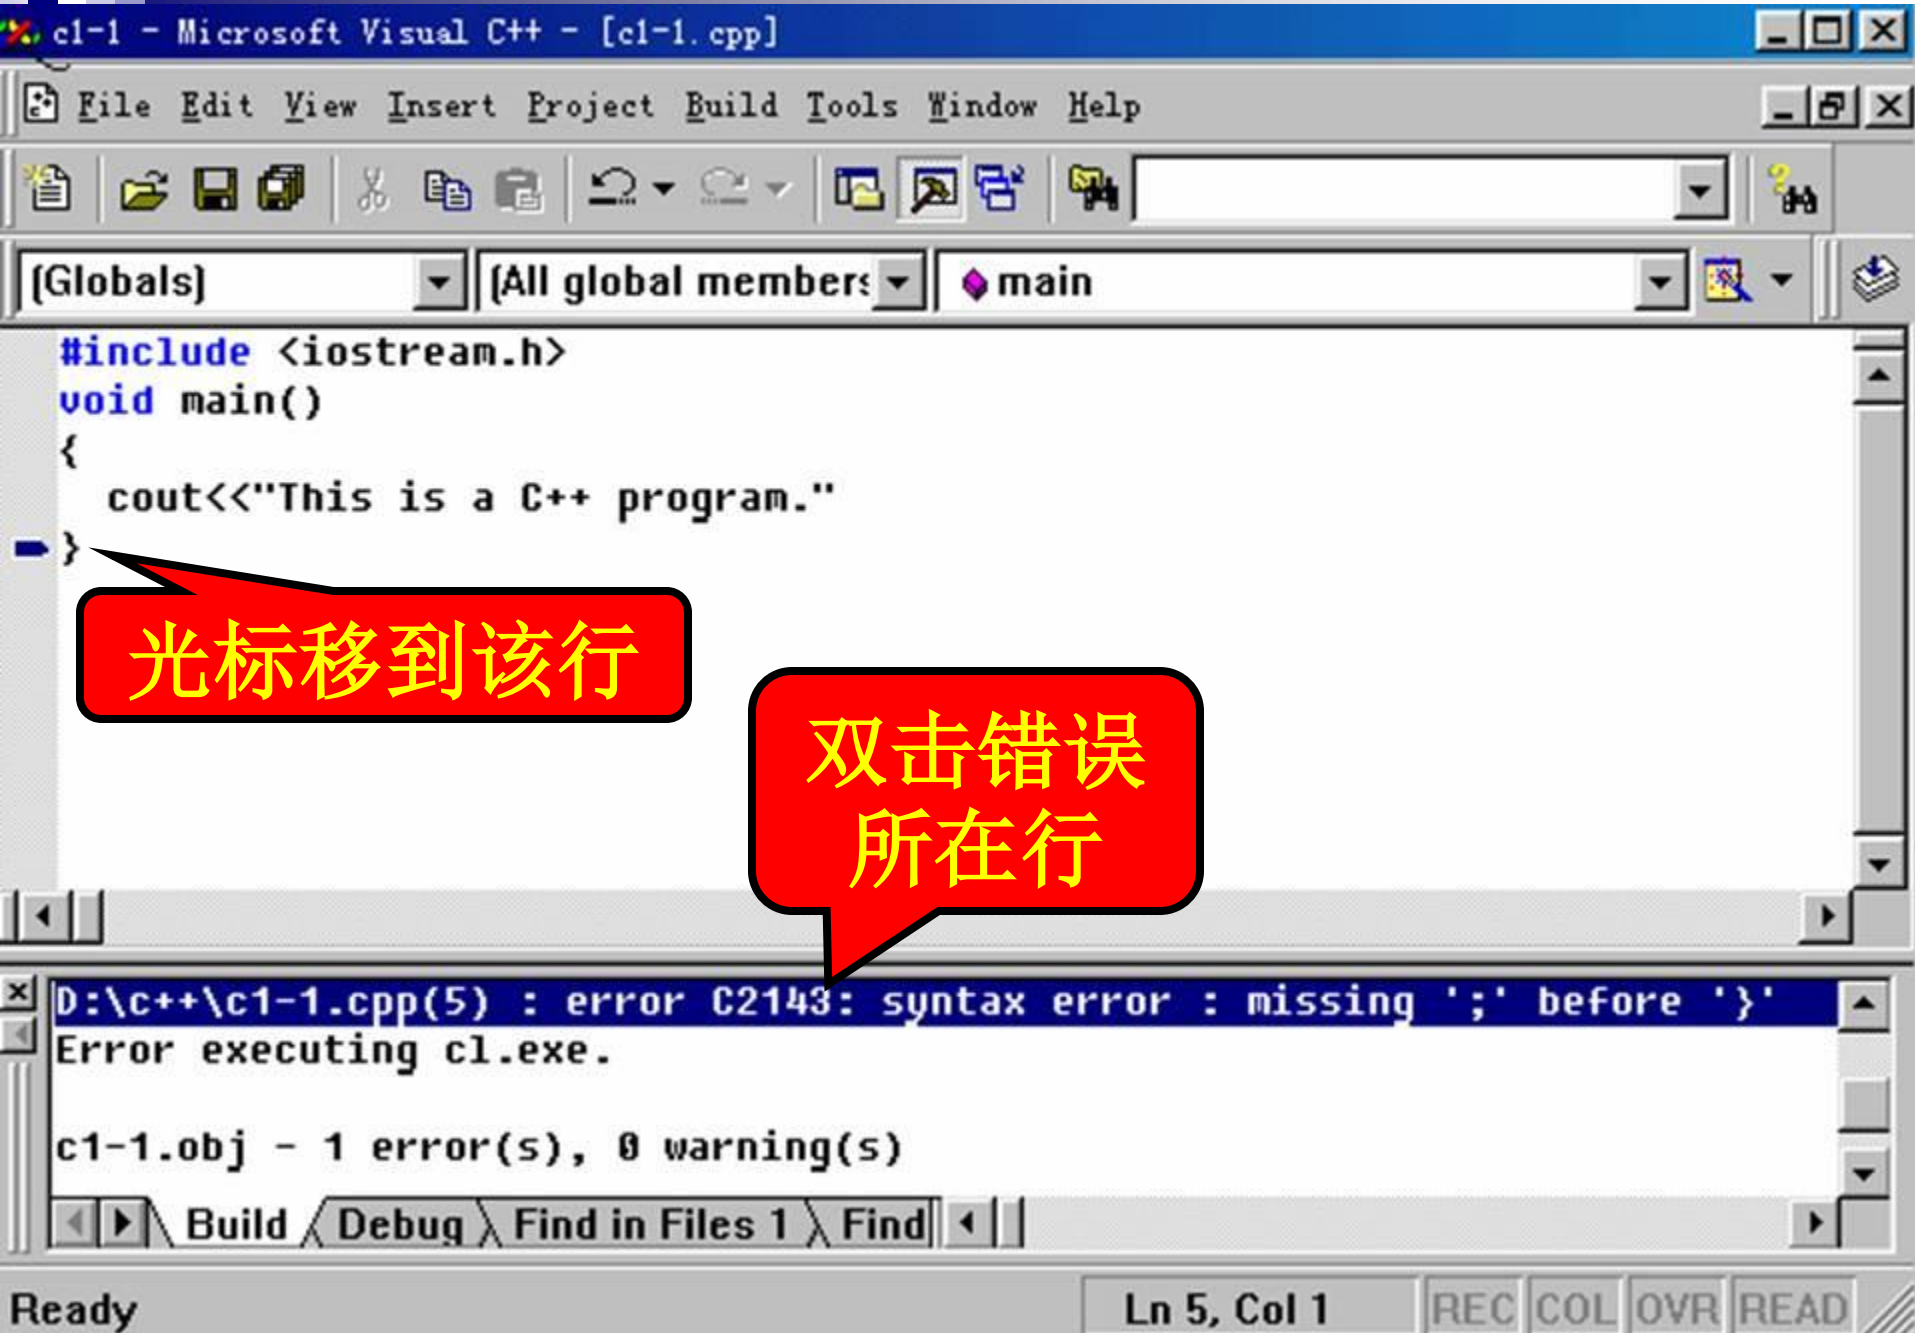 c1-1 - Microsoft Visual C++ - [c1-1.cpp]
File Edit View Insert Project Build Tools Window Help
(Globals) (All global members main
#include <iostream.h>
void main()
{
cout<<"This is a C++ program."
}
光标移到该行
双击错误
所在行
D:\c++\c1-1.cpp(5) : error C2143: syntax error : missing ';' before '}'
Error executing cl.exe.
c1-1.obj - 1 error(s), 0 warning(s)
Build Debug Find in Files 1 Find
Ready Ln 5, Col 1 REC COL OVR READ